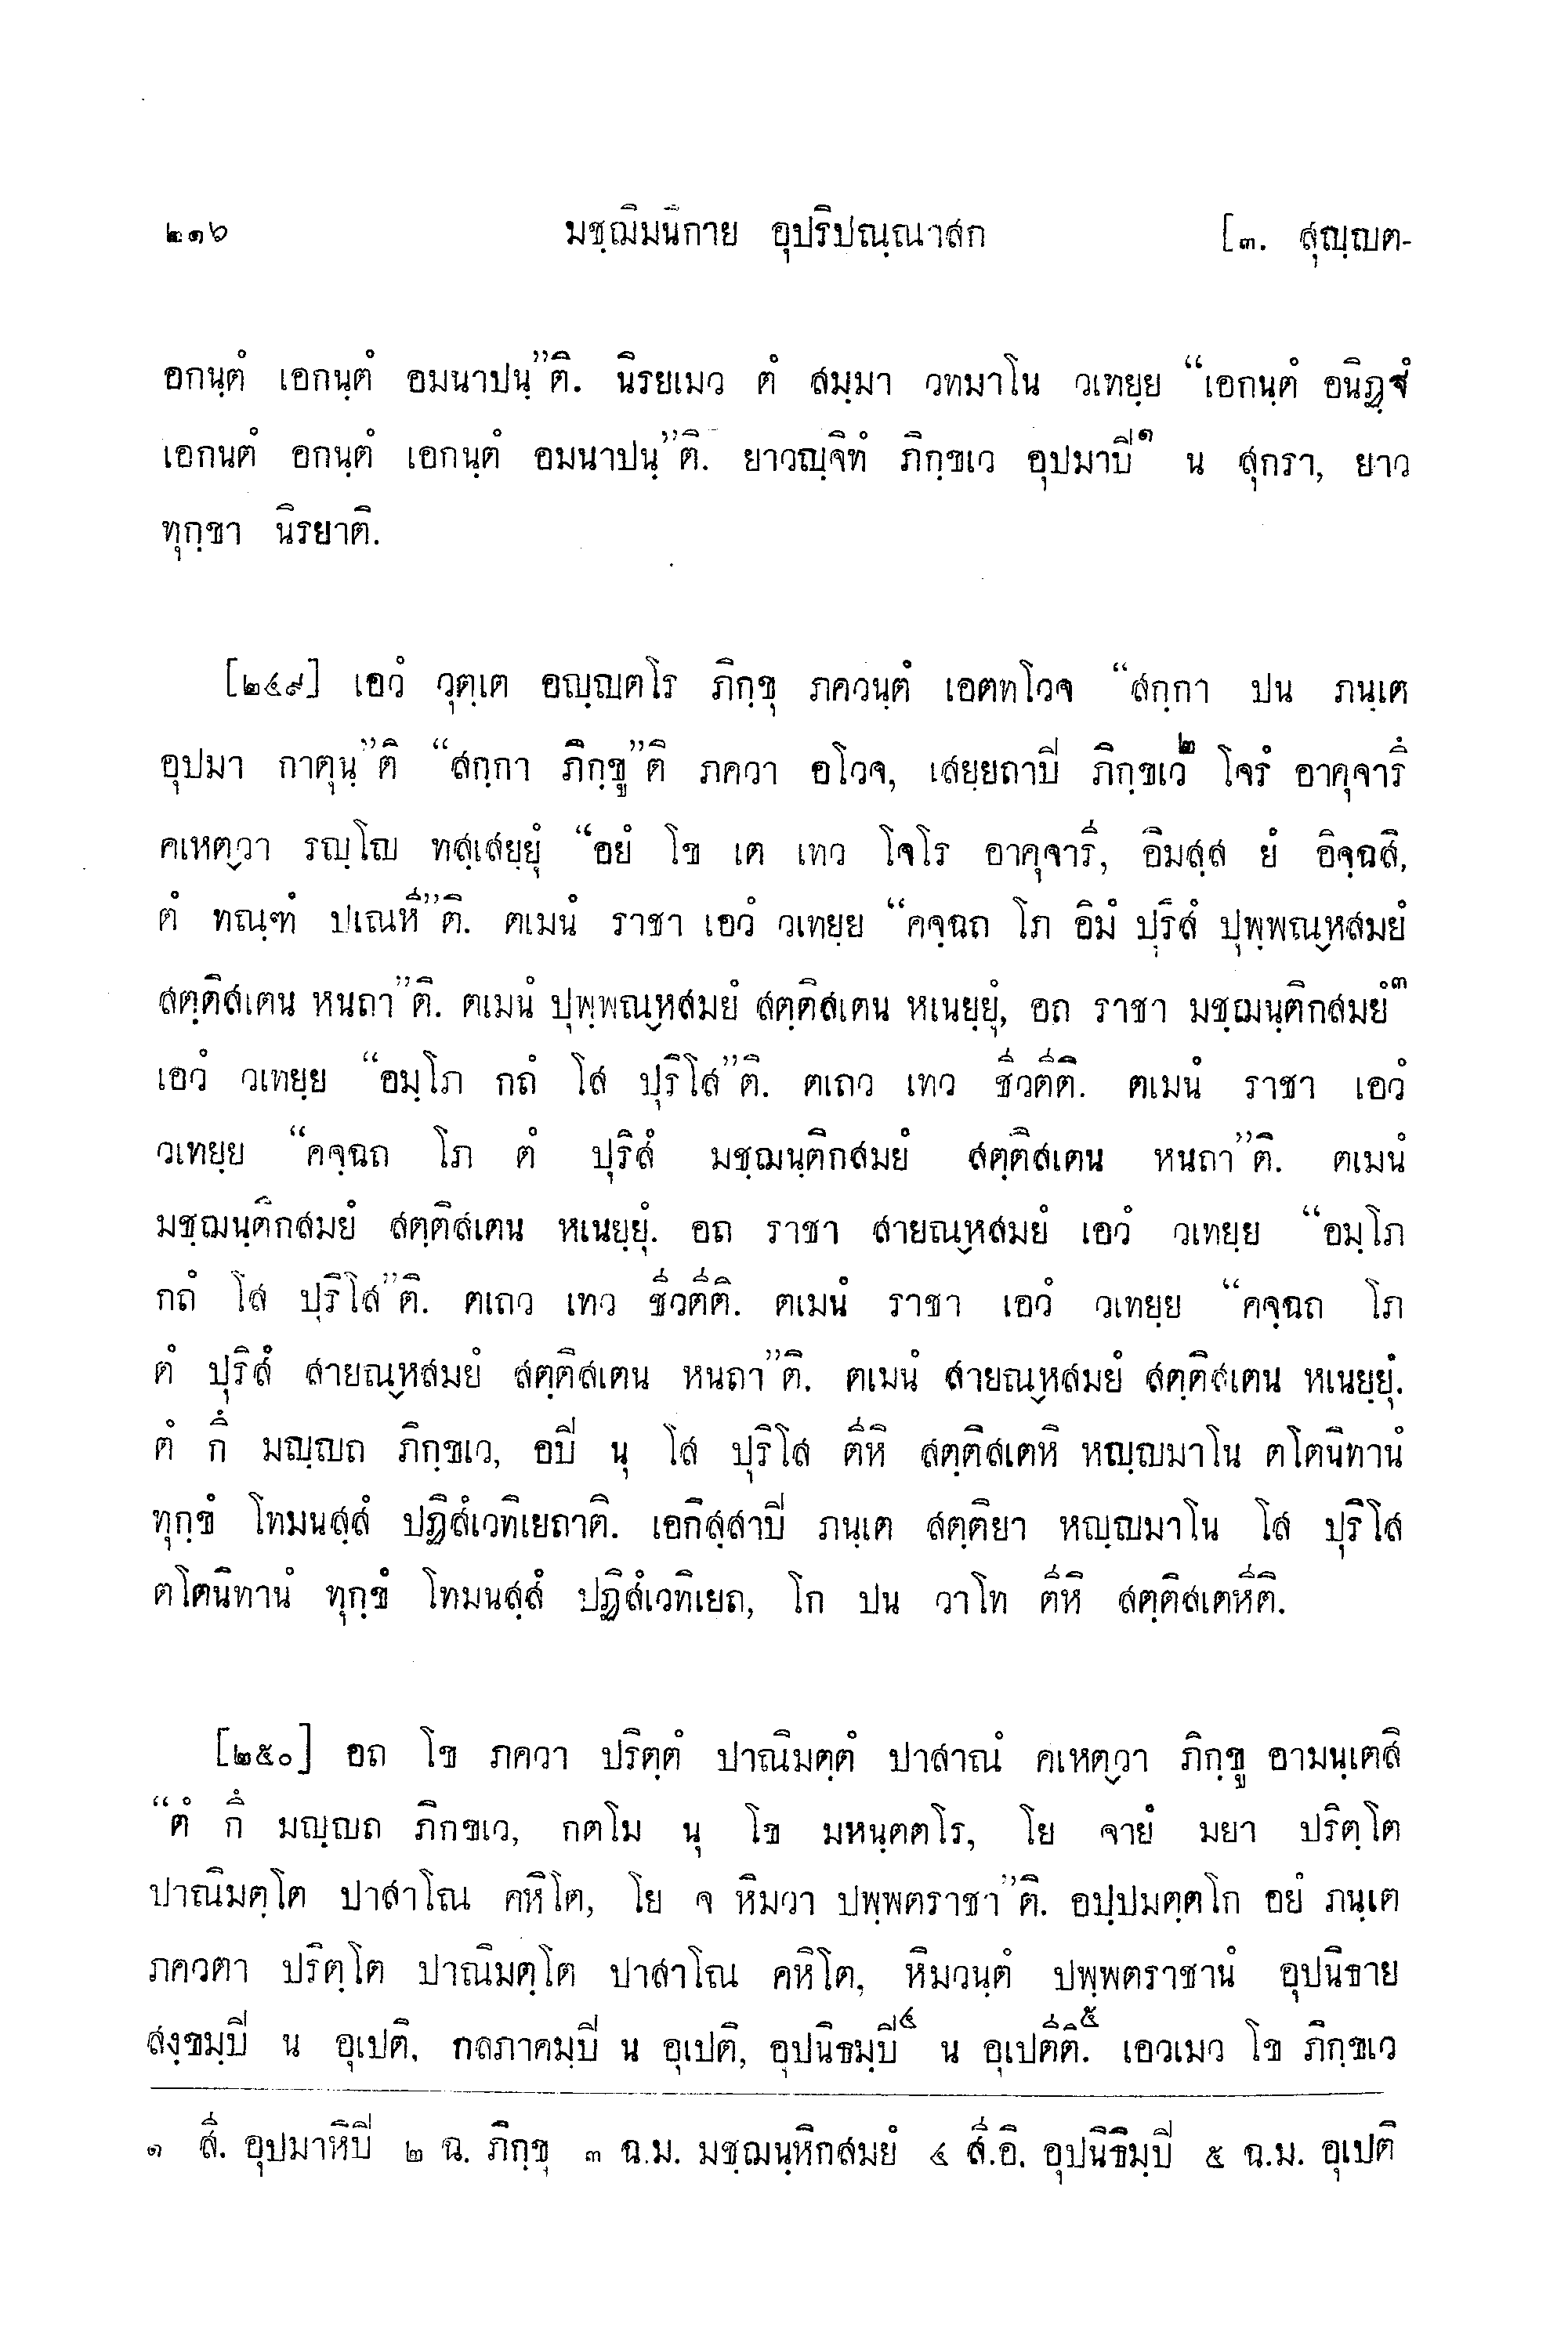 ๒๑๖ มชฺฌิมนิกาย อุปริปณฺณาสก [๓. สุญฺญต-
อกนฺตํ เอกนฺตํ อมนาปนฺ”ติ. นิรยเมว ตํ สมฺมา วทมาโน วเทยฺย “เอกนฺตํ อนิฏฺฐํ
เอกนตํ อกนฺตํ เอกนฺตํ อมนาปนฺ”ติ. ยาวญฺจิทํ ภิกฺขเว อุปมาปิ๑ น สุกรา, ยาว
ทุกฺขา นิรยาติ.
[๒๔๙] เอวํ วุตฺเต อญฺญตโร ภิกฺขุ ภควนฺตํ เอตทโวจ “สกฺกา ปน ภนฺเต
อุปมา กาตุนฺ”ติ “สกฺกา ภิกฺขู”ติ ภควา อโวจ, เสยฺยถาปิ ภิกฺขเว๒ โจรํ อาคุจารึ
คเหตฺวา รญฺโญ ทสฺเสยฺยุํ “อยํ โข เต เทว โจโร อาคุจารี, อิมสฺส ยํ อิจฺฉสิ,
ตํ ทณฺฑํ ปเณหี”ติ. ตเมนํ ราชา เอวํ วเทยฺย “คจฺฉถ โภ อิมํ ปุริสํ ปุพฺพณฺหสมยํ
สตฺติสเตน หนถา”ติ. ตเมนํ ปุพฺพณฺหสมยํ สตฺติสเตน หเนยฺยุํ, อถ ราชา มชฺฌนฺติกสมยํ๓
เอวํ วเทยฺย “อมฺโภ กถํ โส ปุริโส”ติ. ตเถว เทว ชีวตีติ. ตเมนํ ราชา เอวํ
วเทยฺย “คจฺฉถ โภ ตํ ปุริสํ มชฺฌนฺติกสมยํ สตฺติสเตน หนถา”ติ. ตเมนํ
มชฺฌนฺติกสมยํ สตฺติสเตน หเนยฺยุํ. อถ ราชา สายณฺหสมยํ เอวํ วเทยฺย “อมฺโภ
กถํ โส ปุริโส”ติ. ตเถว เทว ชีวตีติ. ตเมนํ ราชา เอวํ วเทยฺย “คจฺฉถ โภ
ตํ ปุริสํ สายณฺหสมยํ สตฺติสเตน หนถา”ติ. ตเมนํ สายณฺหสมยํ สตฺติสเตน หเนยฺยุํ.
ตํ กึ มญฺญถ ภิกฺขเว, อปิ นุ โส ปุริโส ตีหิ สตฺติสเตหิ หญฺญมาโน ตโตนิทานํ
ทุกฺขํ โทมนสฺสํ ปฏิสํเวทิเยถาติ. เอกิสฺสาปิ ภนฺเต สตฺติยา หญฺญมาโน โส ปุริโส
ตโตนิทานํ ทุกฺขํ โทมนสฺสํ ปฏิสํเวทิเยถ, โก ปน วาโท ตีหิ สตฺติสเตหีติ.
[๒๕๐] อถ โข ภควา ปริตฺตํ ปาณิมตฺตํ ปาสาณํ คเหตฺวา ภิกฺขู อามนฺเตสิ
“ตํ กึ มญฺญถ ภิกขเว, กตโม นุ โข มหนฺตตโร, โย จายํ มยา ปริตฺโต
ปาณิมตฺโต ปาสาโณ คหิโต, โย จ หิมวา ปพฺพตราชา”ติ. อปฺปมตฺตโก อยํ ภนฺเต
ภควตา ปริตฺโต ปาณิมตฺโต ปาสาโณ คหิโต, หิมวนฺตํ ปพฺพตราชานํ อุปนิธาย
สงฺขมฺปิ น อุเปติ, กลภาคมฺปิ น อุเปติ, อุปนิธมฺปิ๔ น อุเปตีติ.๕ เอวเมว โข ภิกฺขเว
๑ สี. อุปมาหิปิ ๒ ฉ. ภิกฺขุ ๓ ฉ.ม. มชฺฌนฺหิกสมยํ ๔ สี.อิ. อุปนิธิมฺปิ ๕ ฉ.ม. อุเปติ